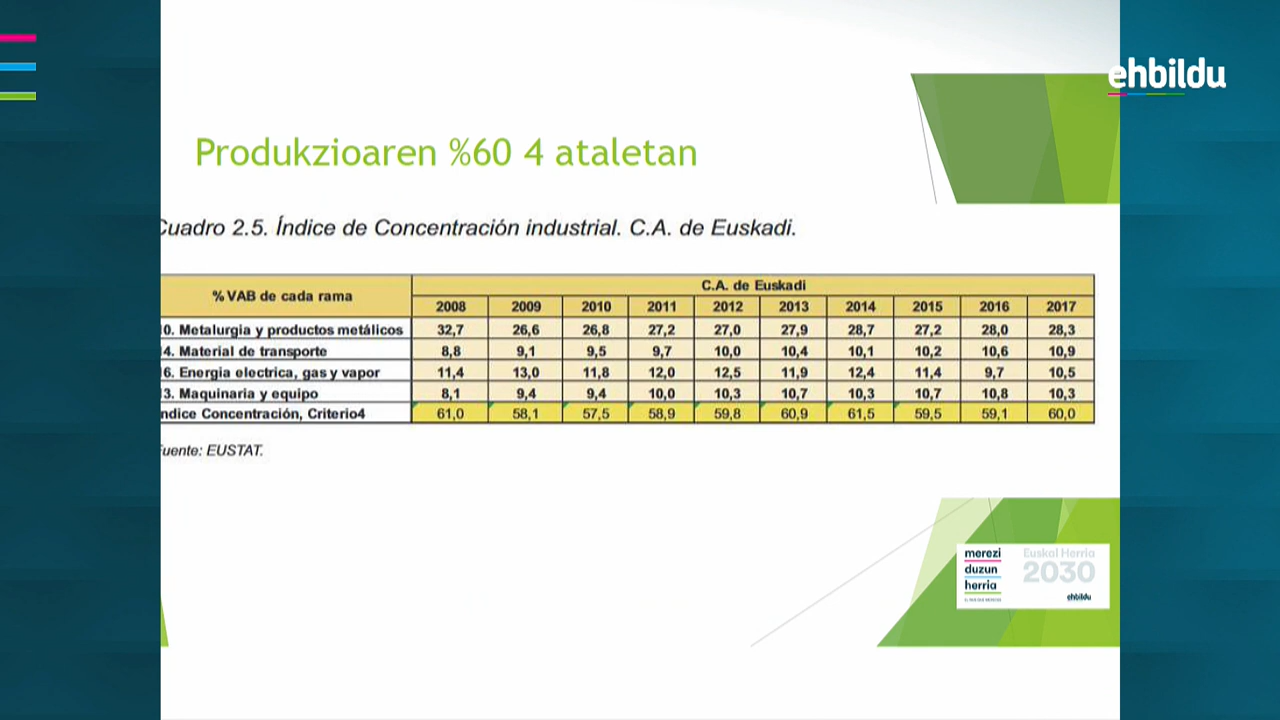 ehbildu
Produkzioaren %60 4 ataletan
Cuadro 2.5. Índice de Concentración industrial. C.A. de Euskadi.
% VAB de cada rama C.A. de Euskadi
2008 2009 2010 2011 2012 2013 2014 2015 2016 2017
0. Metalurgia y productos metálicos 32,7 26,6 26,8 27,2 27,0 27,9 28,7 27,2 28,0 28,3
4. Material de transporte 8,8 9,1 9,5 9,7 10,0 10,4 10,1 10,2 10,6 10,9
6. Energia electrica, gas y vapor 11,4 13,0 11,8 12,0 12,5 11,9 12,4 11,4 9,7 10,5
3. Maquinaria y equipo 8,1 9,4 9,4 10,0 10,3 10,7 10,3 10,7 10,8 10,3
ndice Concentración, Criterio4 61,0 58,1 57,5 58,9 59,8 60,9 61,5 59,5 59,1 60,0
uente: EUSTAT.
merezi
duzun
herria
Euskal Herria
2030
ehbildu